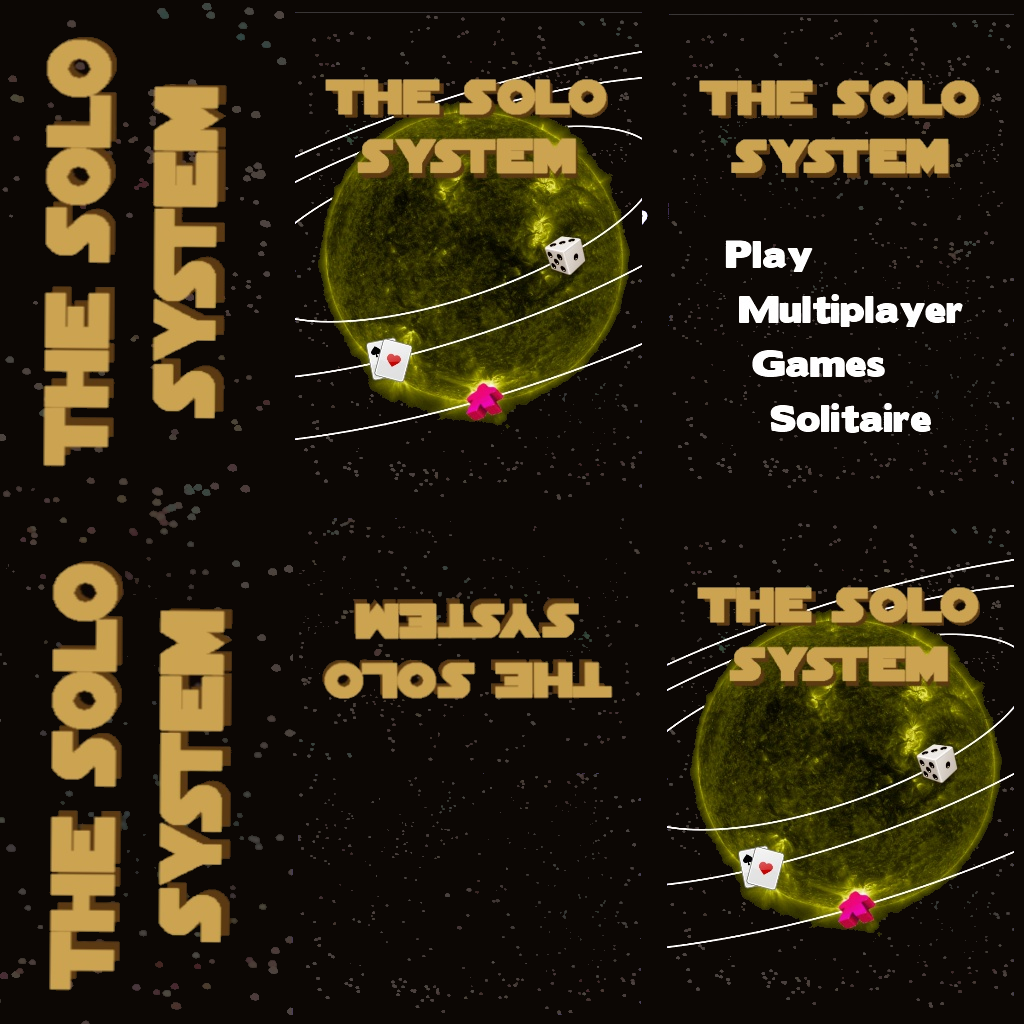 THE SOLO
SYSTEM
THE SOLO
SYSTEM
THE SOLO
SYSTEM
Play
Multiplayer
Games
Solitaire
THE SOLO
SYSTEM
THE SOLO
SYSTEM
THE SOLO
SYSTEM